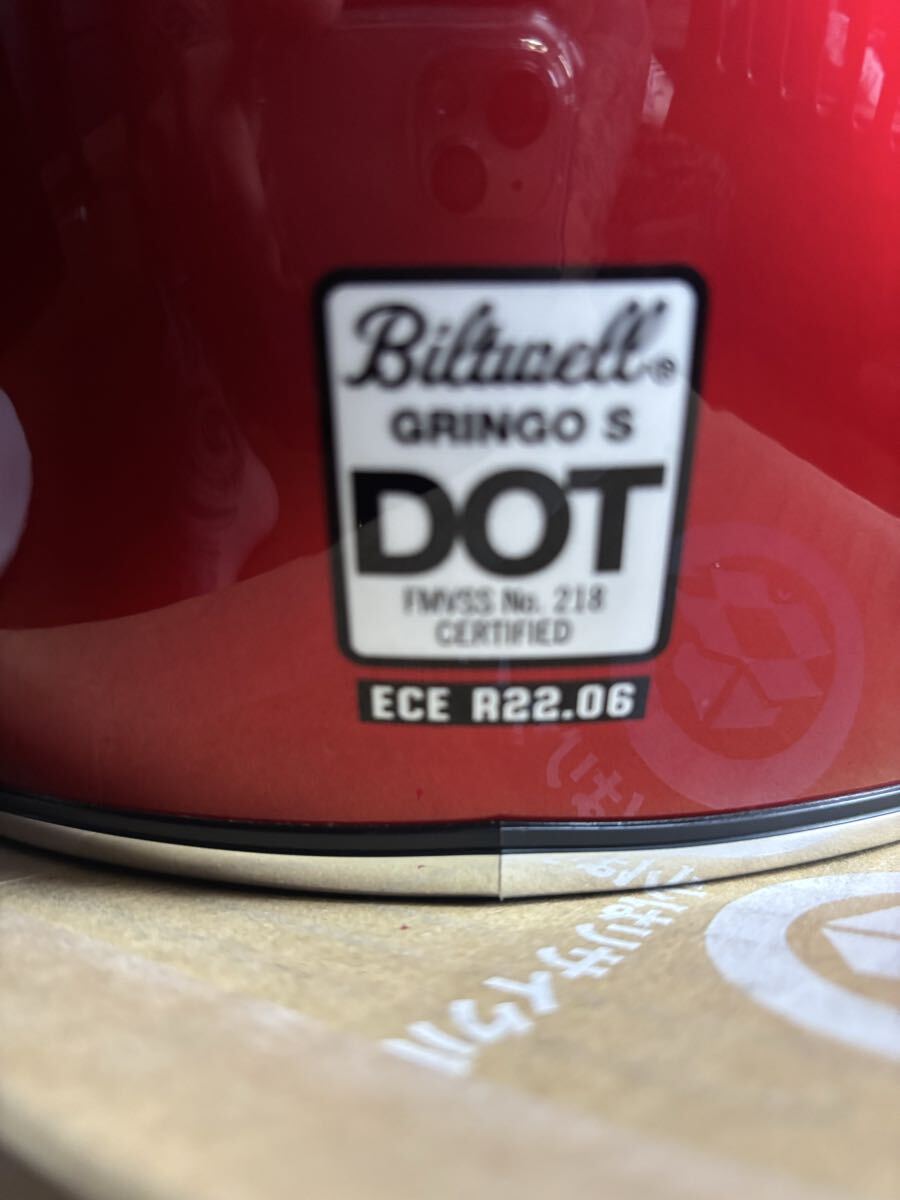 Biltwell®
GRINGO S
DOT
FMVSS No. 218
CERTIFIED
ECE R22.06